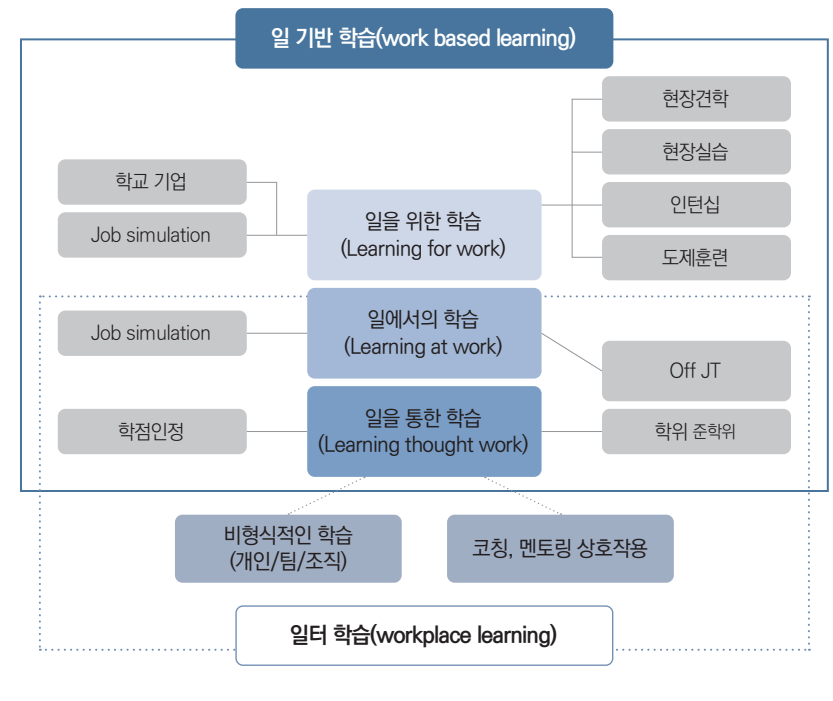 일 기반 학습(work based learning)
현장견학
현장실습
인턴십
도제훈련
학교 기업
Job simulation
일을 위한 학습
(Learning for work)
Job simulation
일에서의 학습
(Learning at work)
Off JT
학점인정
일을 통한 학습
(Learning thought work)
학위 준학위
비형식적인 학습
(개인/팀/조직)
코칭, 멘토링 상호작용
일터 학습(workplace learning)